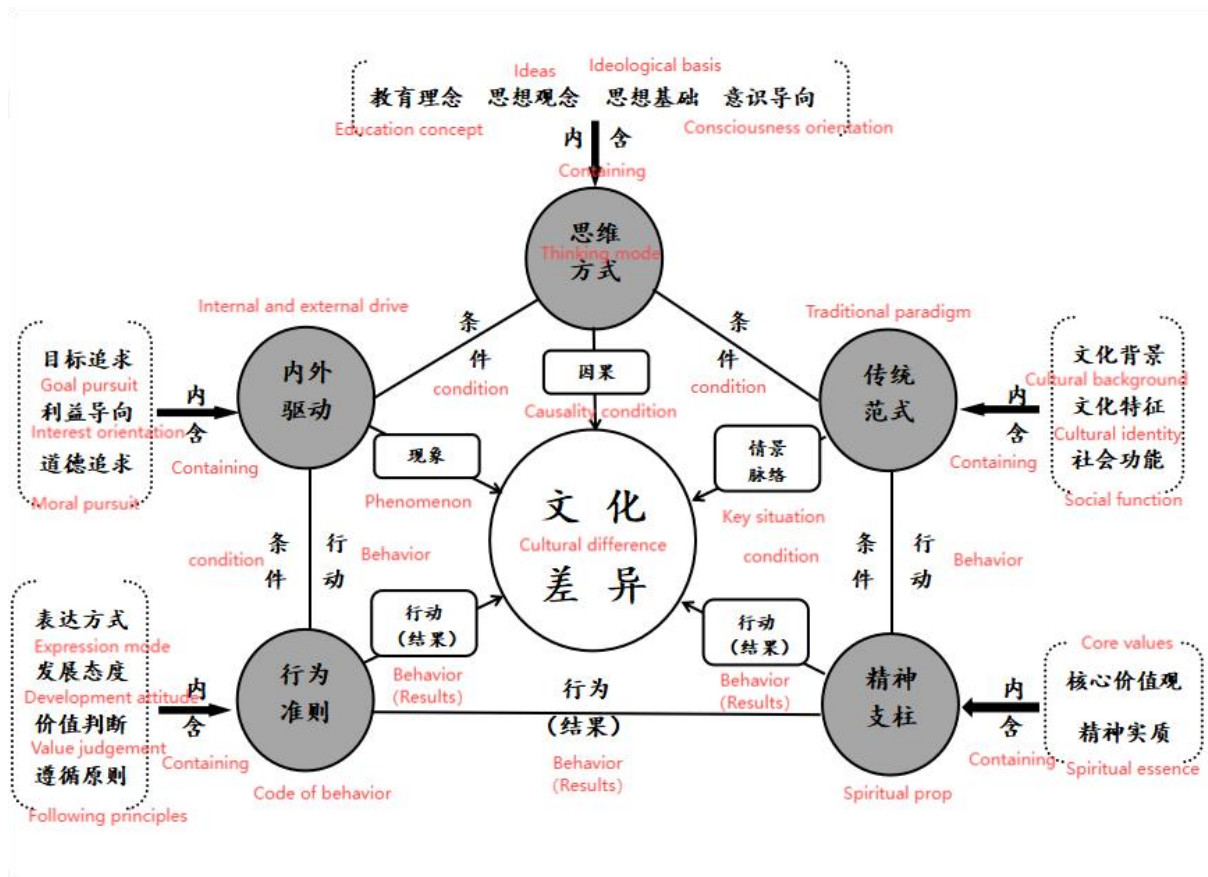 Ideas Ideological basis
教育理念 思想观念 思想基础 意识导向
Education concept Consciousness orientation
内 含
Containing
思维
Thinking mode
方式
Internal and external drive
Traditional paradigm
条
件
condition
因果
Causality condition
条
件
condition
目标追求
Goal pursuit
利益导向
Interest orientation
道德追求
Moral pursuit
内
含
Containing
内外
驱动
现象
Phenomenon
传统
范式
情景
脉络
Key situation
内
含
Containing
文化背景
Cultural background
文化特征
Cultural identity
社会功能
Social function
文 化
Cultural difference
差 异
condition
条 行
件 动
Behavior
condition
条 行
件 动
Behavior
表达方式
Expression mode
发展态度
Development attitude
价值判断
Value judgement
遵循原则
Following principles
内
含
Containing
行为
准则
Code of behavior
行动
(结果)
Behavior
(Results)
行为
(结果)
Behavior
(Results)
行动
(结果)
Behavior
(Results)
精神
支柱
Spiritual prop
内
含
Containing
Core values
核心价值观
精神实质
Spiritual essence